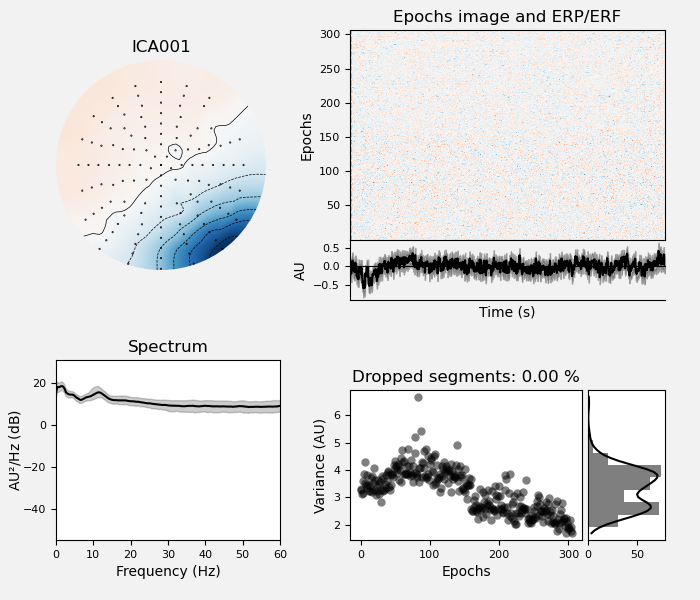 ICA001
Epochs image and ERP/ERF
300
250
200
150
100
50
Epochs
0.5
0.0
−0.5
AU
Time (s)
Spectrum
20
0
−20
−40
AU²/Hz (dB)
0 10 20 30 40 50 60
Frequency (Hz)
Dropped segments: 0.00 %
6
5
4
3
2
Variance (AU)
0 100 200 300
Epochs
0 50